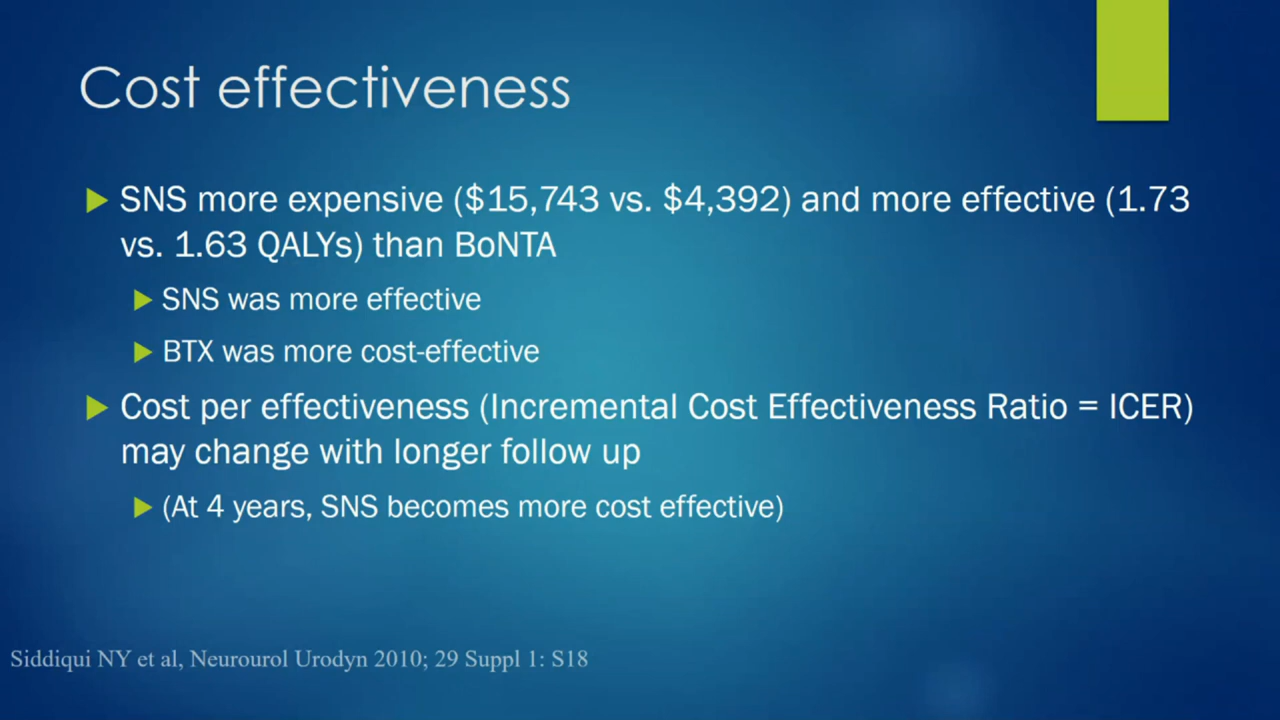 Cost effectiveness
SNS more expensive ($15,743 vs. $4,392) and more effective (1.73
vs. 1.63 QALYs) than BoNTA
SNS was more effective
BTX was more cost-effective
Cost per effectiveness (Incremental Cost Effectiveness Ratio = ICER)
may change with longer follow up
(At 4 years, SNS becomes more cost effective)
Siddiqui NY et al, Neurourol Urodyn 2010; 29 Suppl 1: S18